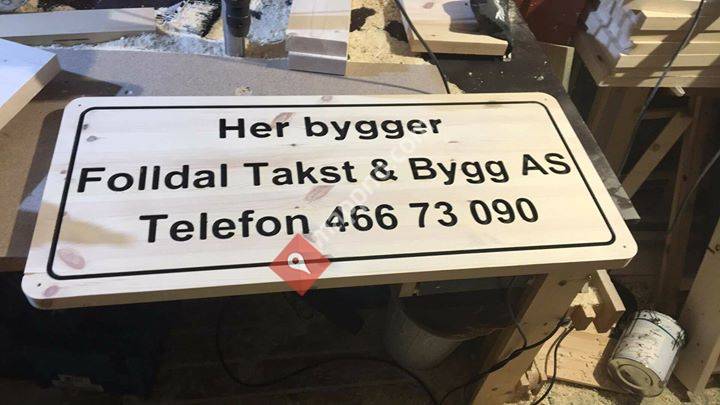 Her bygger
Folldal Takst & Bygg AS
Telefon 466 73 090